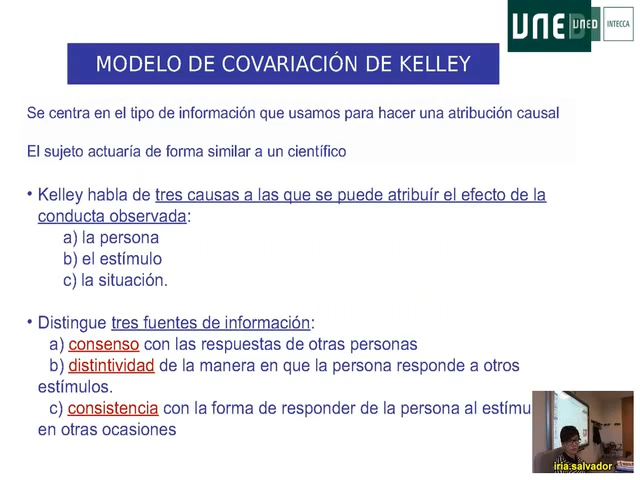 UNED
UNED
INTECCA
MODELO DE COVARIACIÓN DE KELLEY
Se centra en el tipo de información que usamos para hacer una atribución causal
El sujeto actuaría de forma similar a un científico
• Kelley habla de tres causas a las que se puede atribuír el efecto de la
conducta observada:
a) la persona
b) el estímulo
c) la situación.
• Distingue tres fuentes de información:
a) consenso con las respuestas de otras personas
b) distintividad de la manera en que la persona responde a otros
estímulos.
c) consistencia con la forma de responder de la persona al estímu
en otras ocasiones
iria.salvador